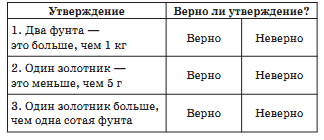 Утверждение Верно ли утверждение?
1. Два фунта —
это больше, чем 1 кг Верно Неверно
2. Один золотник —
это меньше, чем 5 г Верно Неверно
3. Один золотник больше,
чем одна сотая фунта Верно Неверно